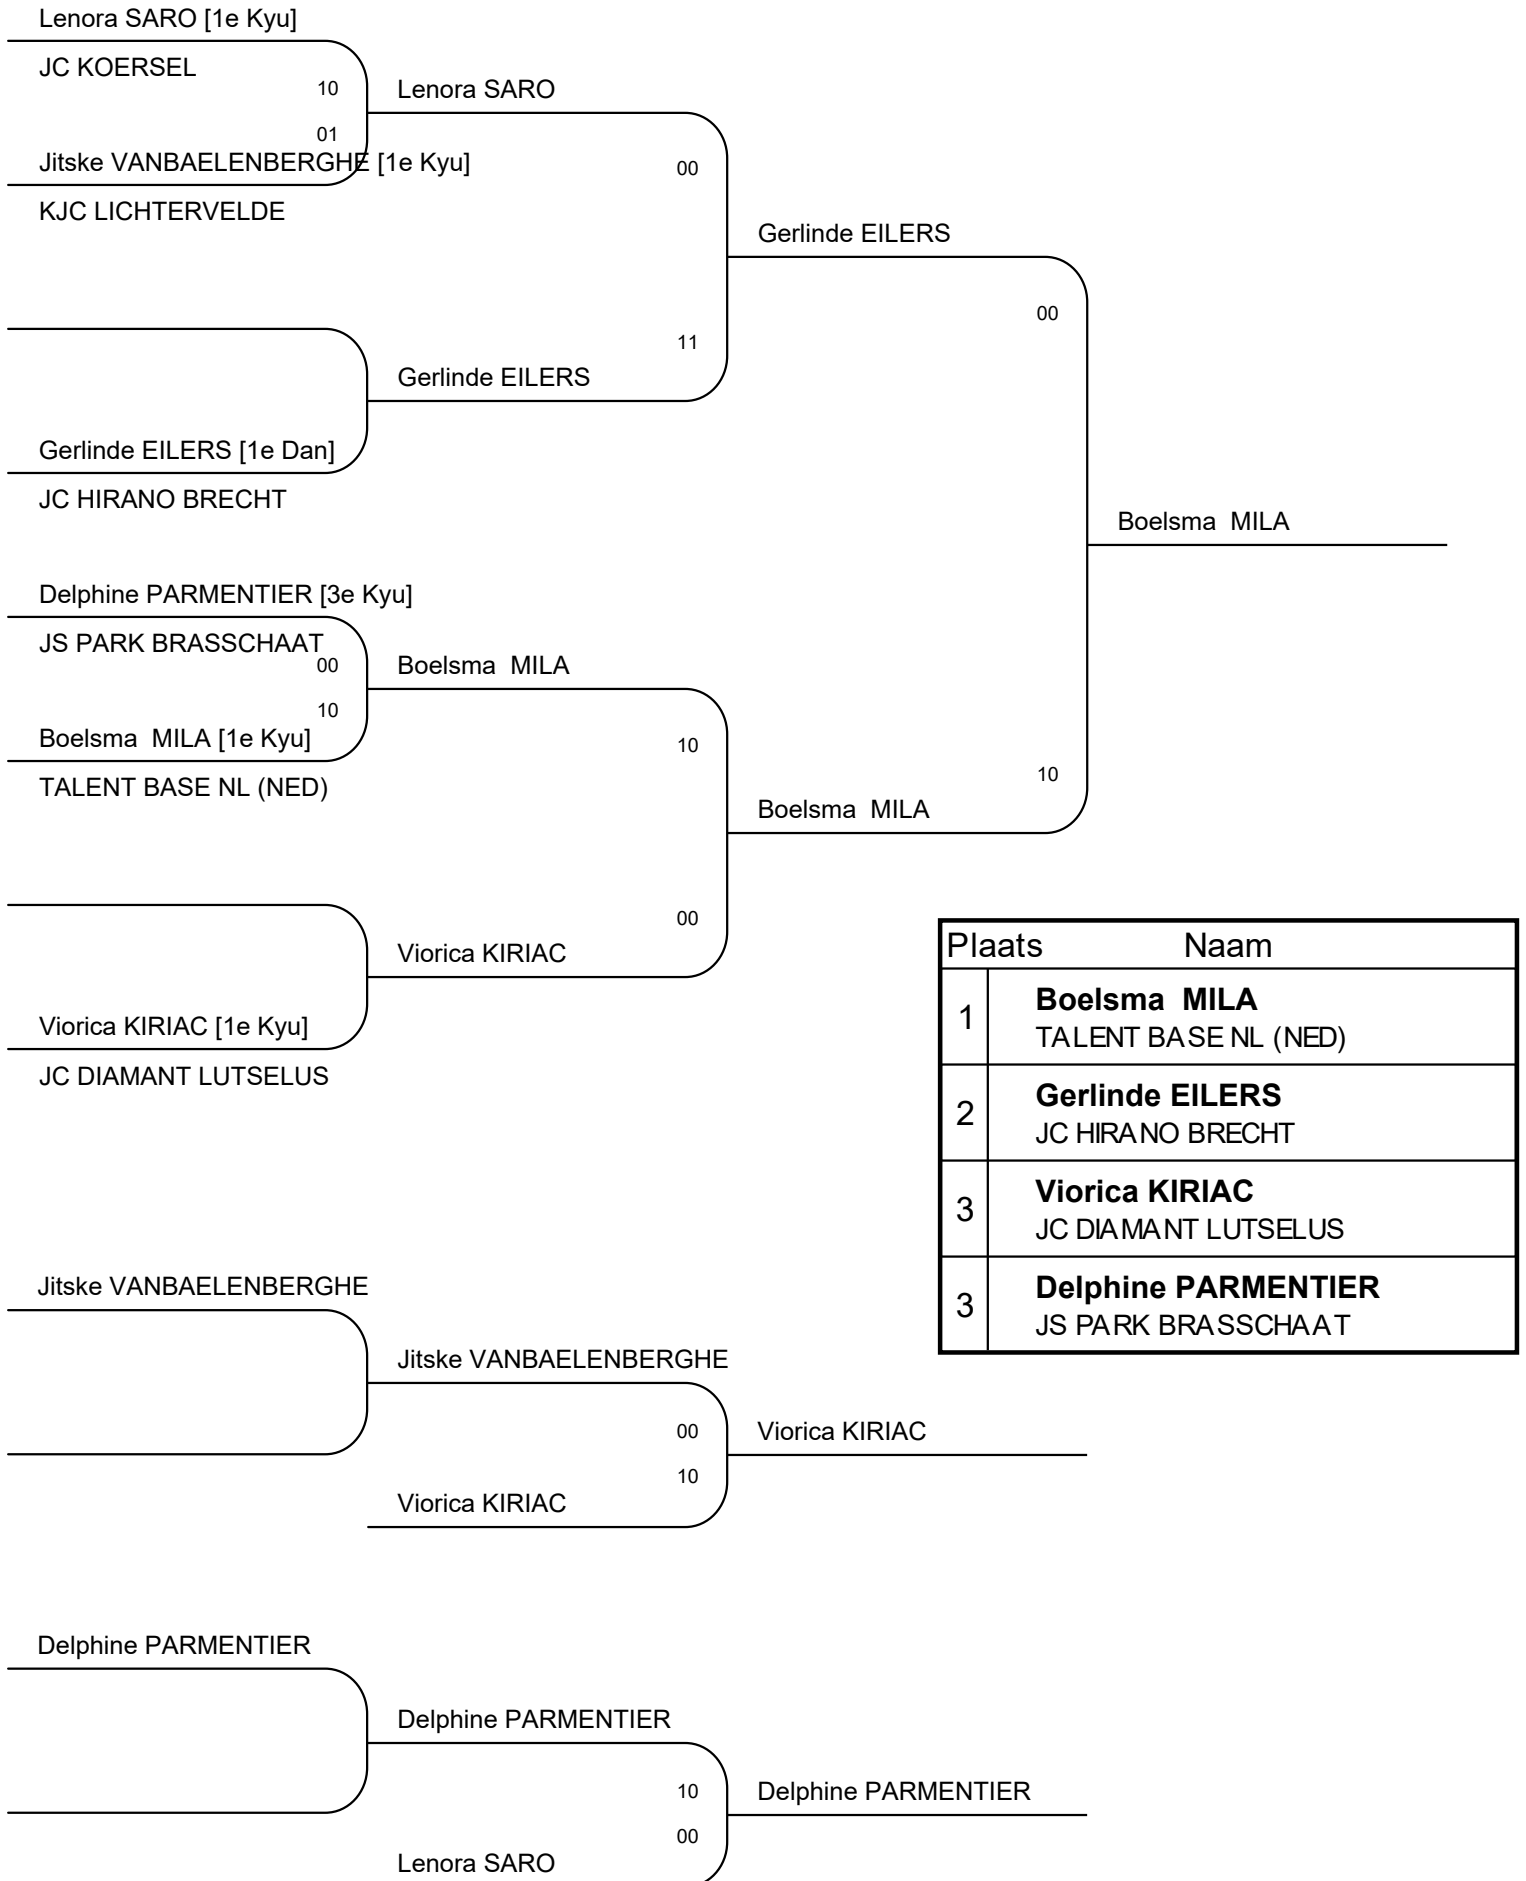 Lenora SARO [1e Kyu]
JC KOERSEL
10
Lenora SARO
01
Jitske VANBAELENBERGHE [1e Kyu]
00
KJC LICHTERVELDE
Gerlinde EILERS
00
11
Gerlinde EILERS
Gerlinde EILERS [1e Dan]
JC HIRANO BRECHT
Boelsma  MILA
Delphine PARMENTIER [3e Kyu]
JS PARK BRASSCHAAT
00
Boelsma  MILA
10
Boelsma  MILA [1e Kyu]
10
TALENT BASE NL (NED)
10
Boelsma  MILA
00
Viorica KIRIAC
Viorica KIRIAC [1e Kyu]
JC DIAMANT LUTSELUS
Plaats Naam
1 Boelsma  MILA
TALENT BASE NL (NED)
2 Gerlinde EILERS
JC HIRANO BRECHT
3 Viorica KIRIAC
JC DIAMANT LUTSELUS
3 Delphine PARMENTIER
JS PARK BRASSCHAAT
Jitske VANBAELENBERGHE
Jitske VANBAELENBERGHE
00
Viorica KIRIAC
10
Viorica KIRIAC
Delphine PARMENTIER
Delphine PARMENTIER
10
Delphine PARMENTIER
00
Lenora SARO